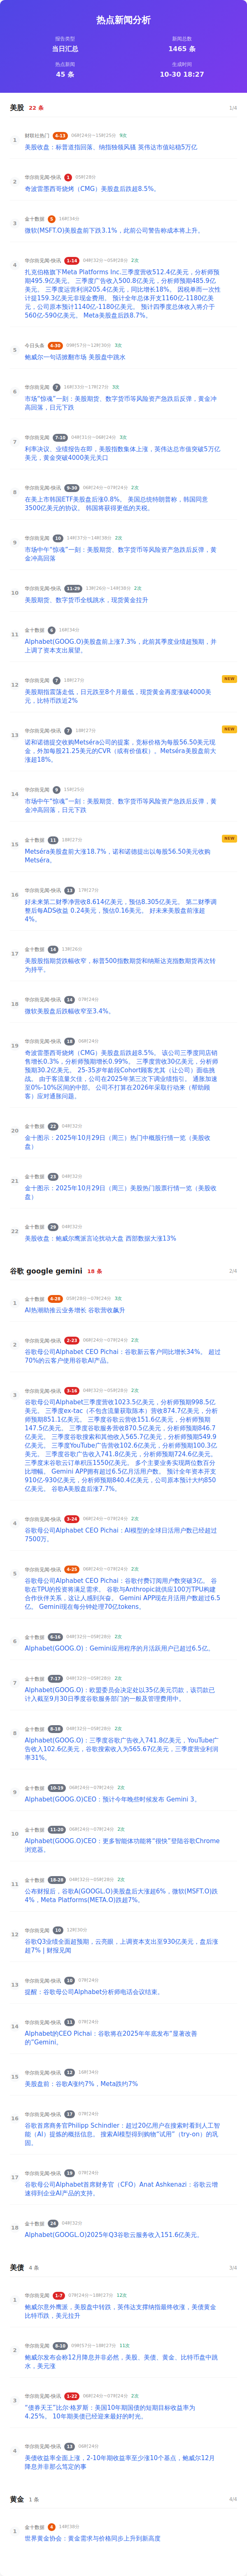 热点新闻分析
报告类型
新闻总数
当日汇总
1465 条
热点新闻
生成时间
45 条
10-30 18:27
美股 22 条
1/4
1
财联社热门 4-13 06时24分~15时25分 9次
美股收盘：标普道指回落、纳指独领风骚 英伟达市值站稳5万亿
2
华尔街见闻-快讯 1 05时28分
奇波雷墨西哥烧烤（CMG）美股盘后跌超8.5%。
3
金十数据 5 16时34分
微软(MSFT.O)美股盘前下跌3.1%，此前公司警告称成本将上升。
4
华尔街见闻-快讯 1-14 04时32分~05时28分 2次
扎克伯格旗下Meta Platforms Inc.三季度营收512.4亿美元，分析师预
期495.9亿美元。 三季度广告收入500.8亿美元，分析师预期485.9亿美
元。 三季度运营利润205.4亿美元，同比增长18%。 因税单而一次性
计提159.3亿美元非现金费用。 预计全年总体开支1160亿-1180亿美
元，公司原本预计1140亿-1180亿美元。 预计四季度总体收入将介于
560亿-590亿美元。 Meta美股盘后跌8.7%。
5
今日头条 4-30 09时57分~12时30分 3次
鲍威尔一句话掀翻市场 美股盘中跳水
6
华尔街见闻 7 16时33分~17时17分 3次
市场“惊魂”一刻：美股期货、数字货币等风险资产急跌后反弹，黄金冲
高回落，日元下跌
7
华尔街见闻 7-18 04时31分~06时24分 3次
利率决议、业绩报告在即，美股指数集体上涨，英伟达总市值突破5万亿
美元，黄金突破4000美元关口
8
华尔街见闻-快讯 9-30 06时24分~07时24分 2次
在美上市韩国ETF美股盘后涨0.8%。 美国总统特朗普称，韩国同意
3500亿美元的协议。 韩国将获得更低的关税。
9
华尔街见闻 10 14时37分~14时38分 2次
市场中午“惊魂”一刻：美股期货、数字货币等风险资产急跌后反弹，黄
金冲高回落
10
华尔街见闻 11-29 13时26分~14时36分 2次
美股期货、数字货币全线跳水，现货黄金拉升
11
金十数据 6 16时34分
Alphabet(GOOG.O)美股盘前上涨7.3%，此前其季度业绩超预期，并
上调了资本支出展望。
12
华尔街见闻 7 18时27分
NEW
美股期指震荡走低，日元跌至8个月最低，现货黄金再度涨破4000美
元，比特币跌近2%
13
华尔街见闻-快讯 7 18时27分
NEW
诺和诺德提交收购Metséra公司的提案，竞标价格为每股56.50美元现
金，外加每股21.25美元的CVR（或有价值权）。Metséra美股盘前大
涨超18%。
14
华尔街见闻 9 15时25分
市场中午“惊魂”一刻：美股期货、数字货币等风险资产急跌后反弹，黄
金冲高回落，日元下跌
15
金十数据 11 18时27分
NEW
Metséra美股盘前大涨18.7%，诺和诺德提出以每股56.50美元收购
Metséra。
16
华尔街见闻-快讯 13 17时27分
好未来第二财季净营收8.614亿美元，预估8.305亿美元。 第二财季调
整后每ADS收益 0.24美元，预估0.16美元。 好未来美股盘前涨超
4%。
17
金十数据 14 13时26分
美股股指期货跌幅收窄，标普500指数期货和纳斯达克指数期货再次转
为持平。
18
华尔街见闻-快讯 14 07时24分
微软美股盘后跌幅收窄至3.4%。
19
华尔街见闻-快讯 18 06时24分
奇波雷墨西哥烧烤（CMG）美股盘后跌超8.5%。 该公司三季度同店销
售增长0.3%，分析师预期增长0.99%。 三季度营收30亿美元，分析师
预期30.2亿美元。 25-35岁年龄段Cohort顾客尤其（让公司）面临挑
战。 由于客流量欠佳，公司在2025年第三次下调业绩指引。 通胀加速
至0%-10%区间的中部。 公司不打算在2026年采取行动来（帮助顾
客）应对通胀问题。
20
金十数据 22 04时32分
金十图示：2025年10月29日（周三）热门中概股行情一览（美股收
盘）
21
金十数据 23 04时32分
金十图示：2025年10月29日（周三）美股热门股票行情一览（美股收
盘）
22
金十数据 29 04时32分
美股收盘：鲍威尔鹰派言论扰动大盘 西部数据大涨13%
谷歌 google gemini 18 条
2/4
1
金十数据 4-29 05时28分~07时24分 3次
AI热潮助推云业务增长 谷歌营收飙升
2
华尔街见闻-快讯 2-23 06时24分~07时24分 2次
谷歌母公司Alphabet CEO Pichai：谷歌新云客户同比增长34%。 超过
70%的云客户使用谷歌AI产品。
3
华尔街见闻-快讯 3-16 04时32分~05时28分 2次
谷歌母公司Alphabet三季度营收1023.5亿美元，分析师预期998.5亿
美元。 三季度ex-tac（不包含流量获取陈本）营收874.7亿美元，分析
师预期851.1亿美元。 三季度谷歌云营收151.6亿美元，分析师预期
147.5亿美元。 三季度谷歌服务营收870.5亿美元，分析师预期846.7
亿美元。 三季度谷歌搜索和其他收入565.7亿美元，分析师预期549.9
亿美元。 三季度YouTube广告营收102.6亿美元，分析师预期100.3亿
美元。 三季度谷歌广告收入741.8亿美元，分析师预期724.6亿美元。
三季度末谷歌云订单积压1550亿美元。 多个主要业务实现两位数百分
比增幅。 Gemini APP拥有超过6.5亿月活用户数。 预计全年资本开支
910亿-930亿美元，分析师预期840.4亿美元，公司原本预计大约850
亿美元。 谷歌A美股盘后涨7.7%。
4
华尔街见闻-快讯 3-24 06时24分~07时24分 2次
谷歌母公司Alphabet CEO Pichai：AI模型的全球日活用户数已经超过
7500万。
5
华尔街见闻-快讯 4-25 06时24分~07时24分 2次
谷歌母公司Alphabet CEO Pichai：谷歌付费订阅用户数突破3亿。 谷
歌在TPU的投资将满足需求。 谷歌与Anthropic就供应100万TPU构建
合作伙伴关系，这让人感到兴奋。 Gemini APP现在月活用户数超过6.5
亿。 Gemini现在每分钟处理70亿tokens。
6
金十数据 6-16 04时32分~05时28分 2次
Alphabet(GOOG.O)：Gemini应用程序的月活跃用户已超过6.5亿。
7
金十数据 7-17 04时32分~05时28分 2次
Alphabet(GOOG.O)：欧盟委员会决定处以35亿美元罚款，该罚款已
计入截至9月30日季度谷歌服务部门的一般及管理费用中。
8
金十数据 8-18 04时32分~05时28分 2次
Alphabet(GOOG.O)：三季度谷歌广告收入741.8亿美元，YouTube广
告收入102.6亿美元，谷歌搜索收入为565.67亿美元，三季度营业利润
率31%。
9
金十数据 10-19 06时24分~07时24分 2次
Alphabet(GOOG.O)CEO：预计今年晚些时候发布 Gemini 3。
10
金十数据 11-20 06时24分~07时24分 2次
Alphabet(GOOG.O)CEO：更多智能体功能将“很快”登陆谷歌Chrome
浏览器。
11
金十数据 18-28 04时32分~05时28分 2次
公布财报后，谷歌A(GOOGL.O)美股盘后大涨超6%，微软(MSFT.O)跌
4%，Meta Platforms(META.O)跌超7%。
12
华尔街见闻 10 12时30分
谷歌Q3业绩全面超预期，云亮眼，上调资本支出至930亿美元，盘后涨
超7% | 财报见闻
13
华尔街见闻-快讯 10 07时24分
提醒：谷歌母公司Alphabet分析师电话会议结束。
14
华尔街见闻-快讯 11 07时24分
Alphabet的CEO Pichai：谷歌将在2025年年底发布“显著改善
的”Gemini。
15
华尔街见闻-快讯 12 16时34分
美股盘前：谷歌A涨约7%，Meta跌约7%
16
华尔街见闻-快讯 17 07时24分
谷歌首席商务官Philipp Schindler：超过20亿用户在搜索时看到人工智
能（AI）提炼的概括信息。 搜索AI模型得到购物“试用”（try-on）的巩
固。
17
华尔街见闻-快讯 19 07时24分
谷歌母公司Alphabet首席财务官（CFO）Anat Ashkenazi：谷歌云增
速得到企业AI产品的支持。
18
金十数据 24 04时32分
Alphabet(GOOGL.O)2025年Q3谷歌云服务收入151.6亿美元。
美债 4 条
3/4
1
华尔街见闻 1-7 07时24分~18时27分 12次
鲍威尔意外鹰派，美股盘中转跌，英伟达支撑纳指最终收涨，美债黄金
比特币跌，美元拉升
2
华尔街见闻 8-18 09时57分~18时27分 11次
鲍威尔发布会称12月降息并非必然，美股、美债、黄金、比特币盘中跳
水，美元涨
3
华尔街见闻-快讯 1-22 06时24分~07时24分 2次
“债券天王”比尔·格罗斯：美国10年期国债的短期目标收益率为
4.25%。 10年期美债已经迎来最好的时光。
4
华尔街见闻-快讯 15 06时24分
美债收益率全面上涨，2-10年期收益率至少涨10个基点，鲍威尔12月
降息并非那么笃定的事
黄金 1 条
4/4
1
金十数据 4 14时38分
世界黄金协会：黄金需求与价格同步上升到新高度